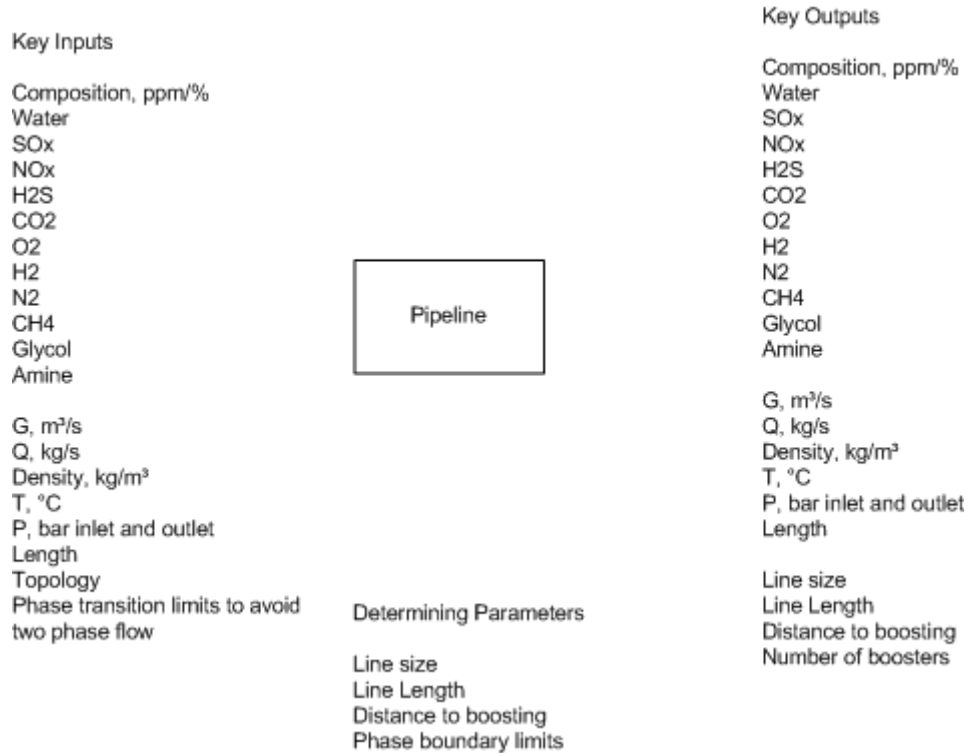 Key Inputs
Composition, ppm/%
Water
SOx
NOx
H2S
CO2
O2
H2
N2
CH4
Glycol
Amine
G, m³/s
Q, kg/s
Density, kg/m³
T, °C
P, bar inlet and outlet
Length
Topology
Phase transition limits to avoid
two phase flow
Pipeline
Determining Parameters
Line size
Line Length
Distance to boosting
Phase boundary limits
Key Outputs
Composition, ppm/%
Water
SOx
NOx
H2S
CO2
O2
H2
N2
CH4
Glycol
Amine
G, m³/s
Q, kg/s
Density, kg/m³
T, °C
P, bar inlet and outlet
Length
Line size
Line Length
Distance to boosting
Number of boosters